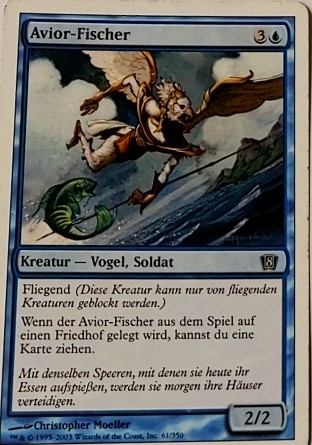 Avior-Fischer
3
Kreatur — Vogel, Soldat
8
Fliegend (Diese Kreatur kann nur von fliegenden
Kreaturen geblockt werden.)
Wenn der Avior-Fischer aus dem Spiel auf
einen Friedhof gelegt wird, kannst du eine
Karte ziehen.
Mit denselben Speeren, mit denen sie heute ihr
Essen aufspießen, werden sie morgen ihre Häuser
verteidigen.
Christopher Moeller
™ & © 1995-2003 Wizards of the Coast, Inc. 61/350
2/2